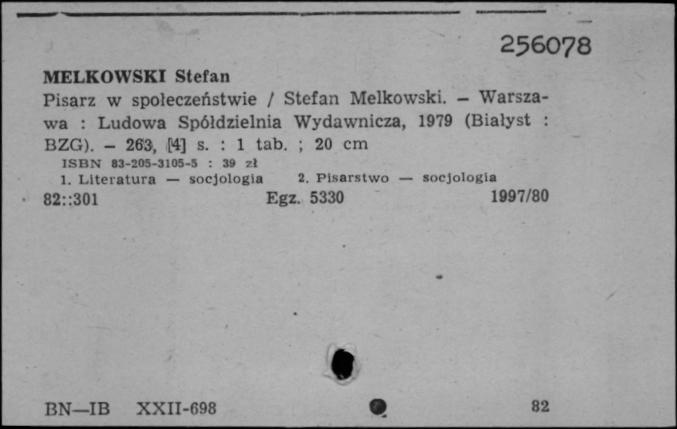 256078
MELKOWSKI Stefan
Pisarz w społeczeństwie / Stefan Melkowski. — Warsza-
wa : Ludowa Spółdzielnia Wydawnicza, 1979 (Białyst :
BZG). — 263, [4] s. : 1 tab. ; 20 cm
ISBN 83-205-3105-5 : 39 zł
1. Literatura — socjologia 2. Pisarstwo — socjologia
82::301 Egz. 5330 1997/80
BN—IB XXII-698 82